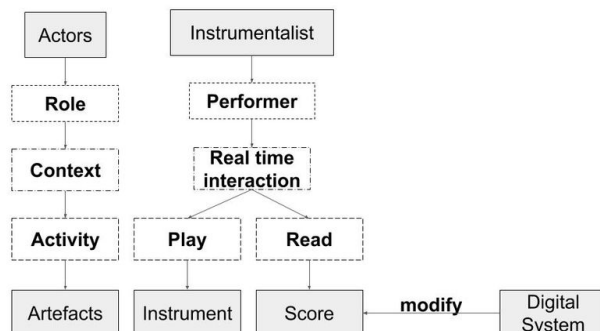 Actors
Instrumentalist
Role
Performer
Context
Real time
interaction
Activity
Play
Read
Artefacts
Instrument
Score
modify
Digital
System